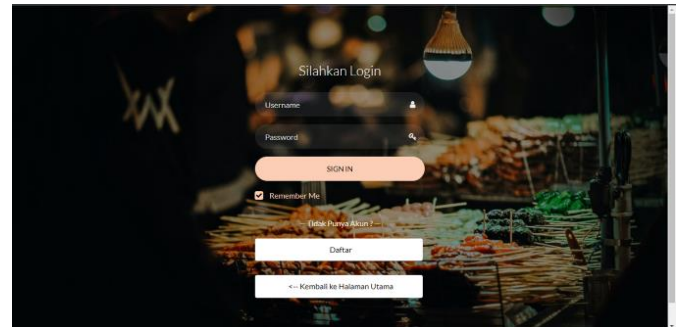 Silahkan Login
Username
Password
SIGN IN
Remember Me
-- Tidak Punya Akun ? --
Daftar
<-- Kembali ke Halaman Utama